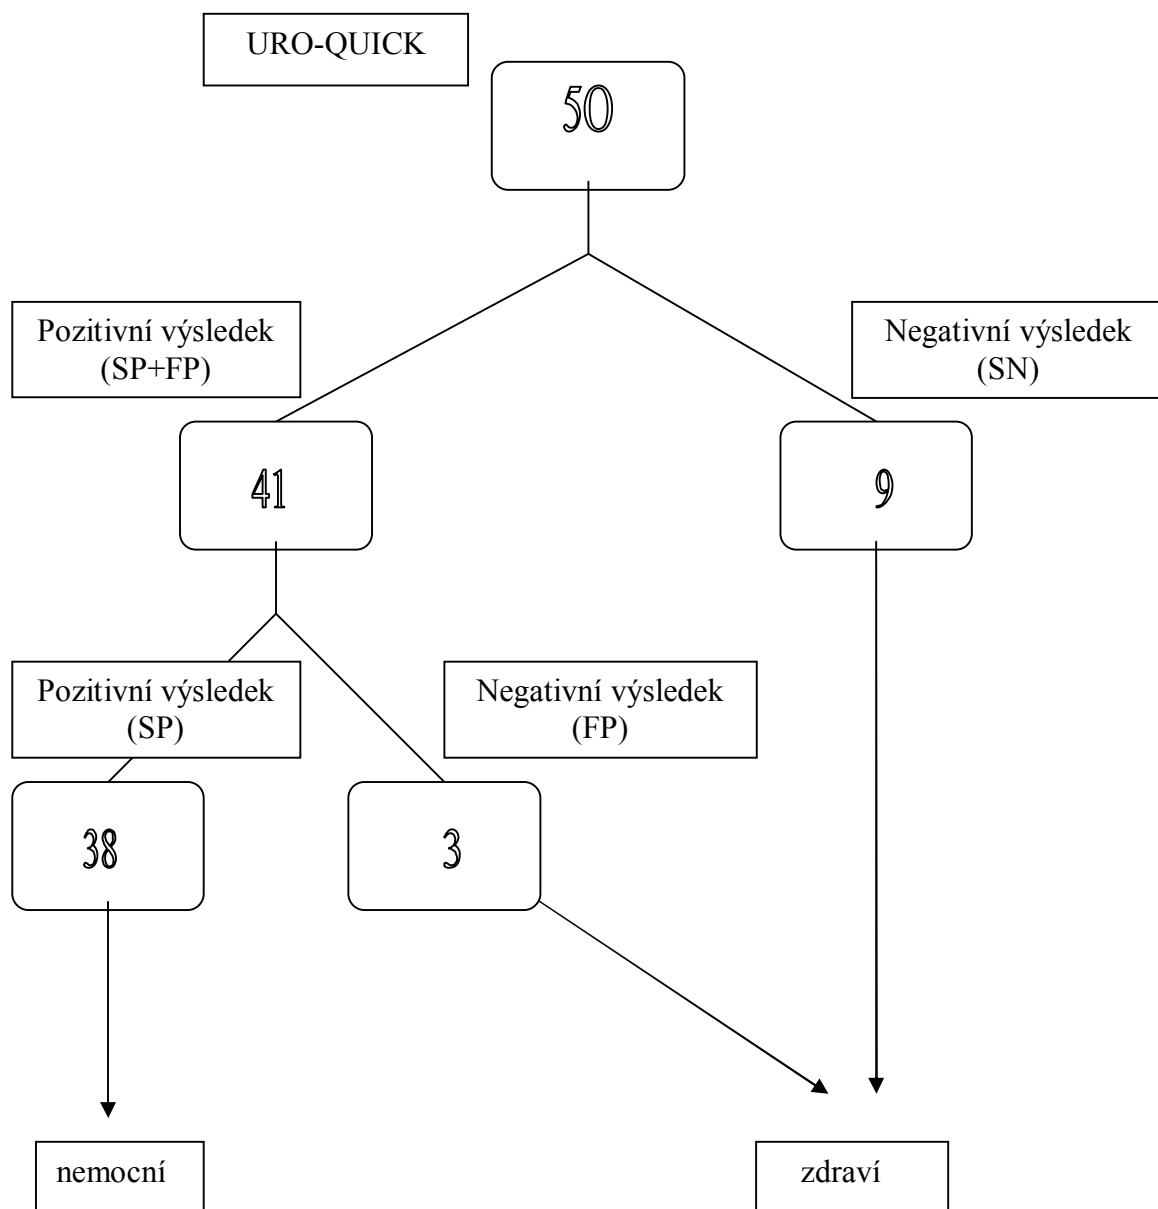 URO-QUICK
50
Pozitivní výsledek
(SP+FP)
Negativní výsledek
(SN)
41
9
Pozitivní výsledek
(SP)
Negativní výsledek
(FP)
38
3
nemocní
zdraví